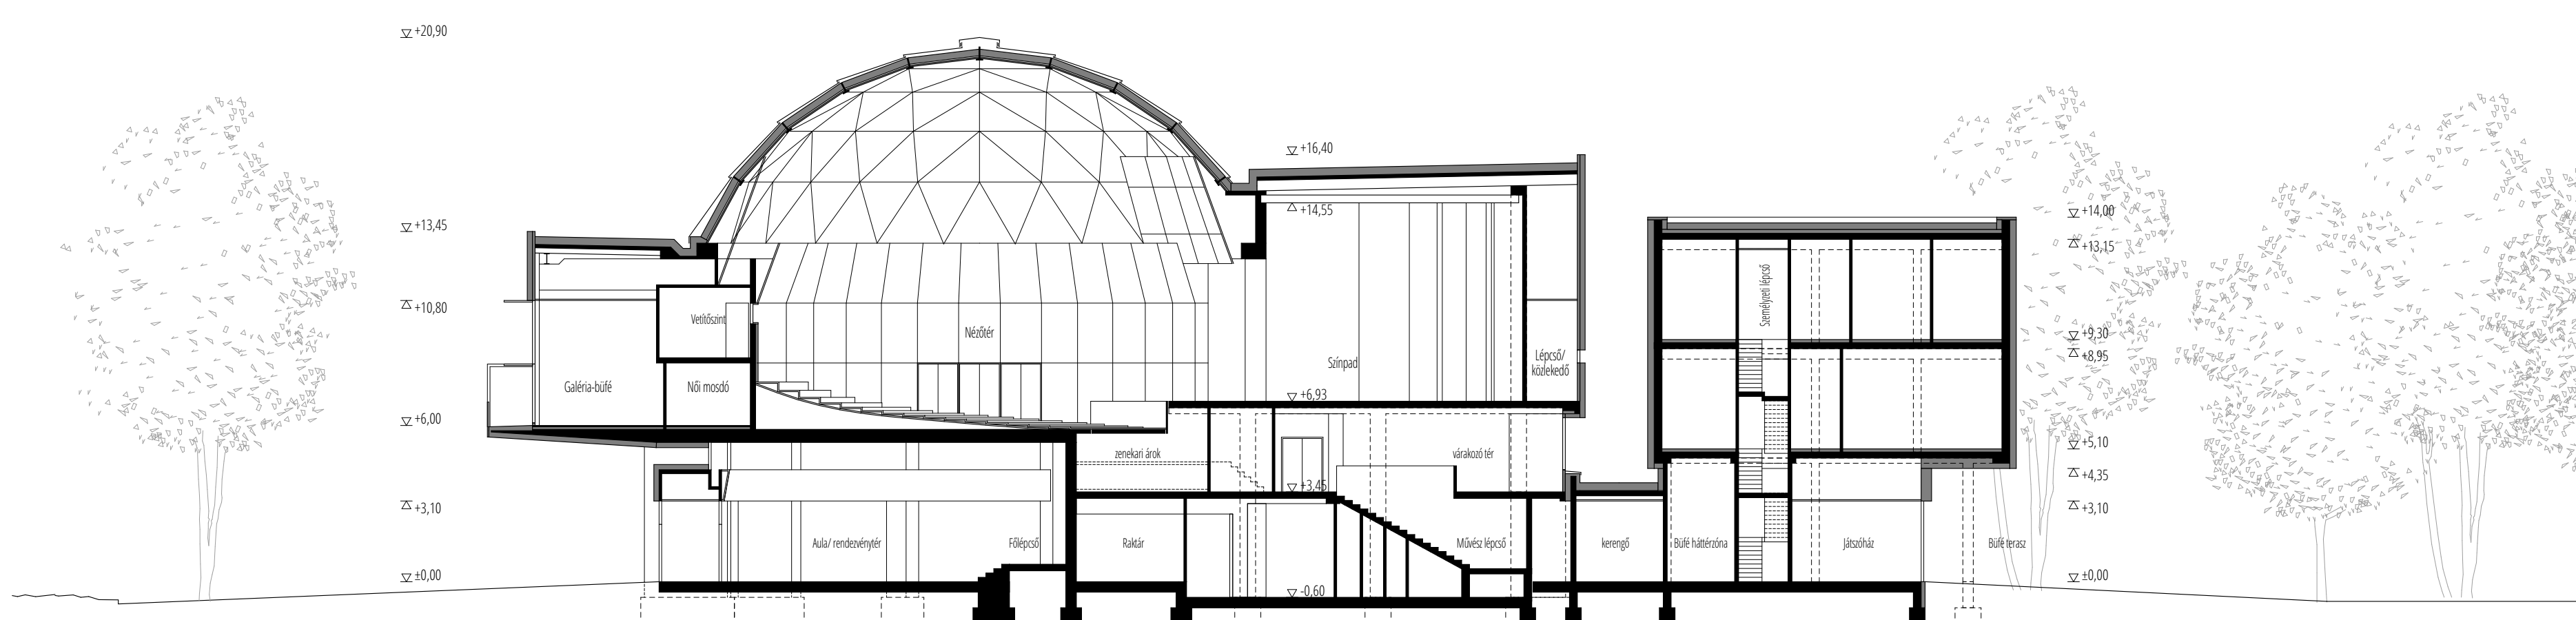 +20,90
+13,45
+10,80
+6,00
+3,10
±0,00
Galéria-büfé
Vetítőszint
Női mosdó
Nézőtér
Aula/ rendezvénytér
Főlépcső
+16,40
+14,55
Színpad
+6,93
Lépcső/
közlekedő
zenekari árok
várakozó tér
+3,45
Raktár
Művész lépcső
-0,60
kerengő
Büfé háttérzóna
Személyzeti lépcső
Játszóház
Büfé terasz
+14,00
+13,15
+9,30
+8,95
+5,10
+4,35
+3,10
±0,00